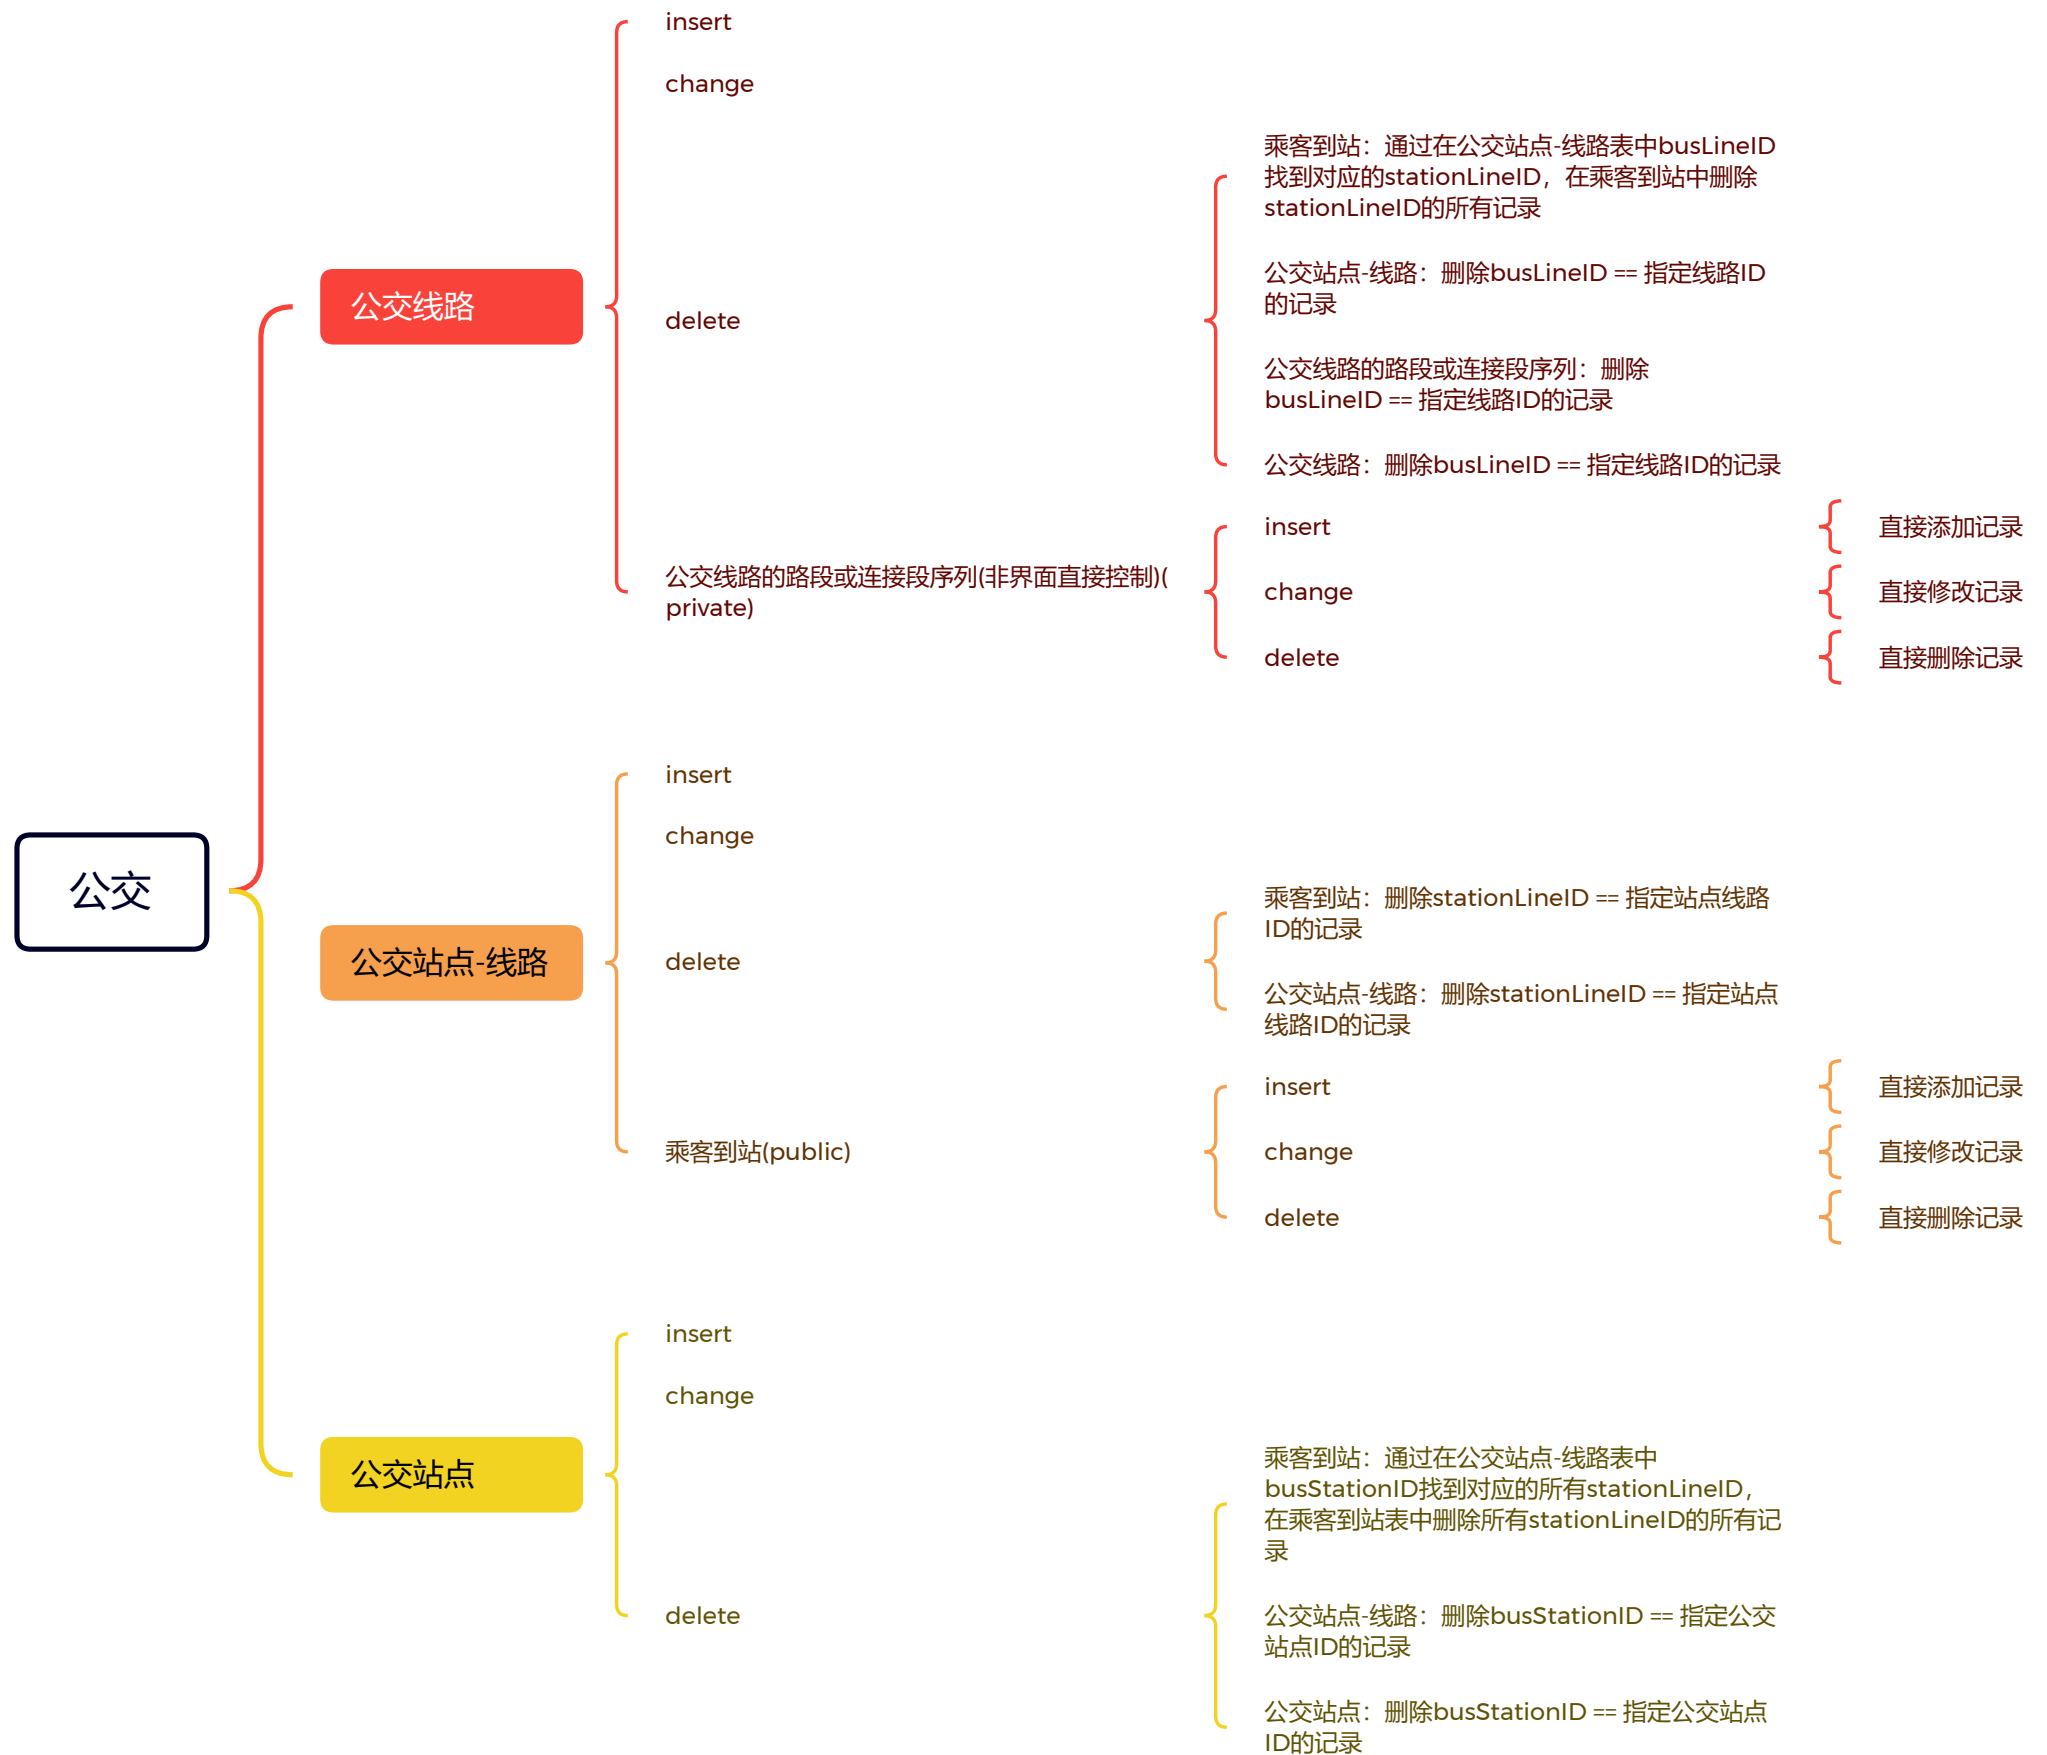 公交
公交线路
insert
change
delete
乘客到站：通过在公交站点-线路表中busLineID
找到对应的stationLineID，在乘客到站中删除
stationLineID的所有记录
公交站点-线路：删除busLineID == 指定线路ID
的记录
公交线路的路段或连接段序列：删除
busLineID == 指定线路ID的记录
公交线路：删除busLineID == 指定线路ID的记录
公交线路的路段或连接段序列(非界面直接控制)(
private)
insert
直接添加记录
change
直接修改记录
delete
直接删除记录
公交站点-线路
insert
change
delete
乘客到站：删除stationLineID == 指定站点线路
ID的记录
公交站点-线路：删除stationLineID == 指定站点
线路ID的记录
乘客到站(public)
insert
直接添加记录
change
直接修改记录
delete
直接删除记录
公交站点
insert
change
delete
乘客到站：通过在公交站点-线路表中
busStationID找到对应的所有stationLineID，
在乘客到站表中删除所有stationLineID的所有记
录
公交站点-线路：删除busStationID == 指定公交
站点ID的记录
公交站点：删除busStationID == 指定公交站点
ID的记录